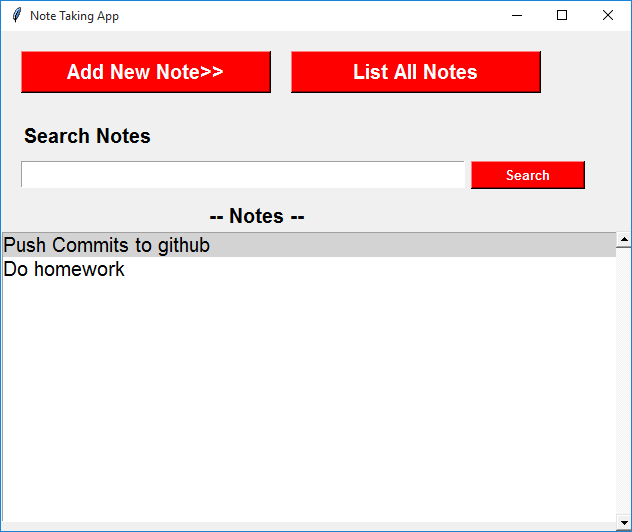 Note Taking App
Add New Note>>
List All Notes
Search Notes
Search
-- Notes --
Push Commits to github
Do homework